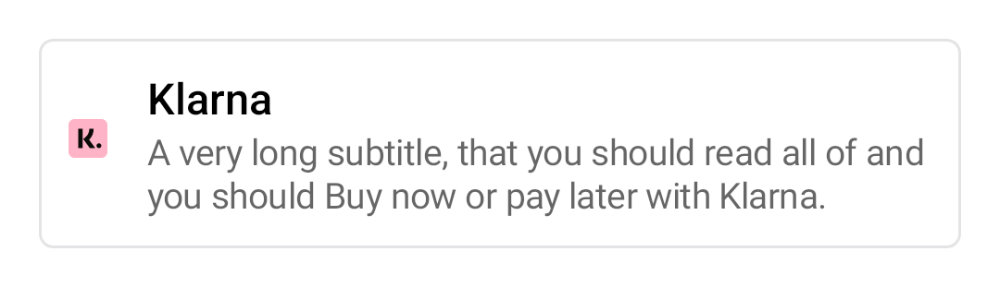 Klarna
K.
A very long subtitle, that you should read all of and
you should Buy now or pay later with Klarna.